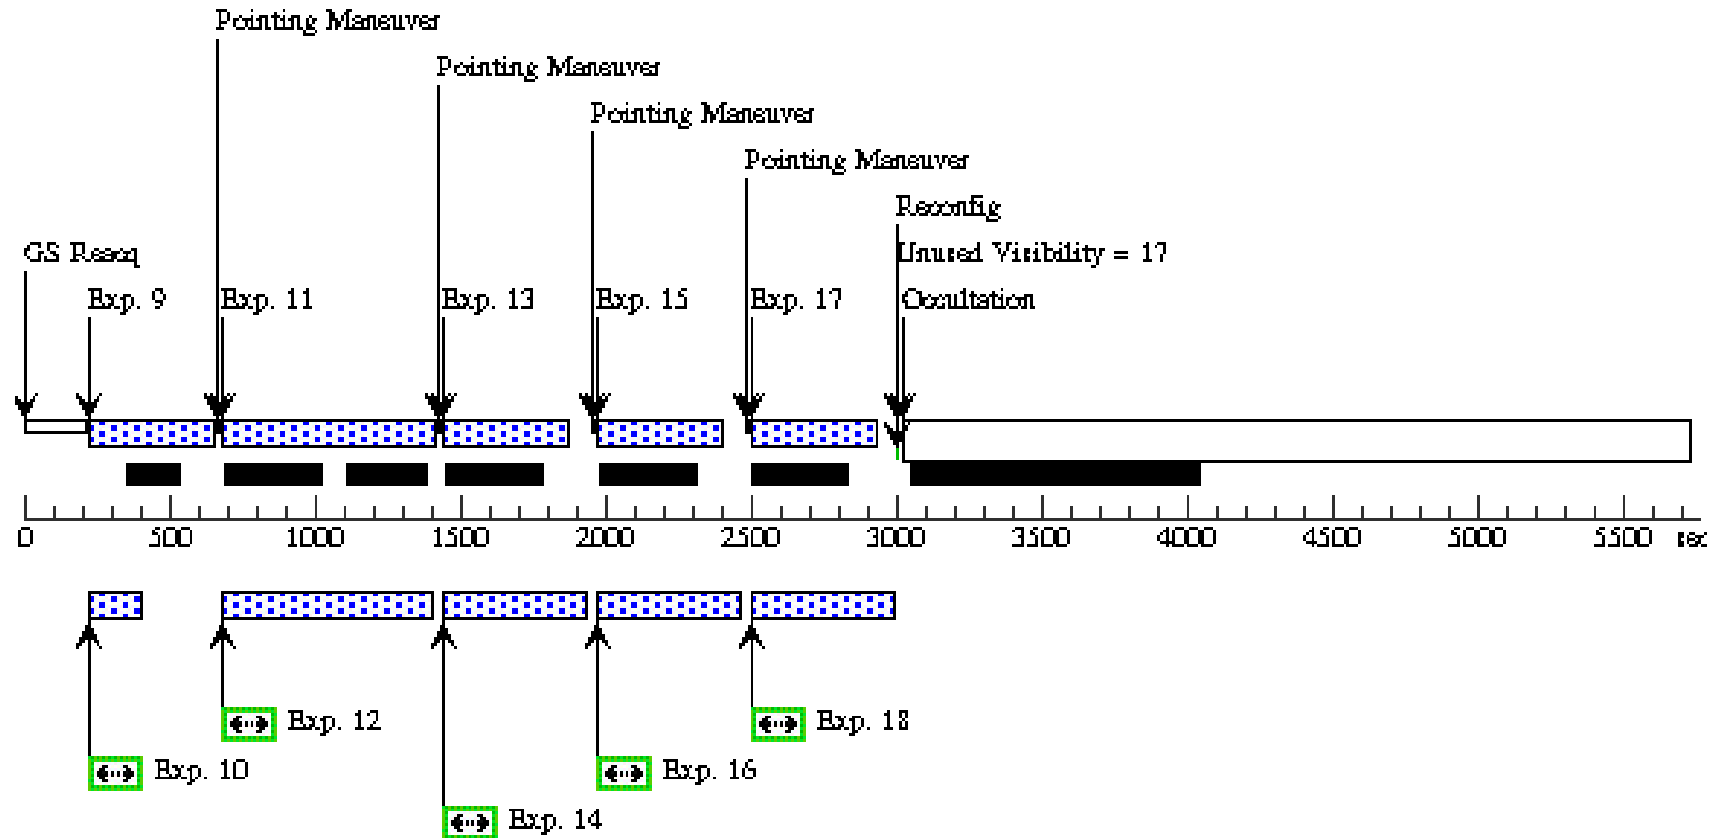 Pointing Maneuver
Pointing Maneuver
Pointing Maneuver
Pointing Maneuver
Reconfig
GS Reacq
Unused Visibility = 17
Exp. 9
Exp. 11
Exp. 13
Exp. 15
Exp. 17
Occultation
0 500 1000 1500 2000 2500 3000 3500 4000 4500 5000 5500 sec
Exp. 12
Exp. 18
Exp. 10
Exp. 16
Exp. 14